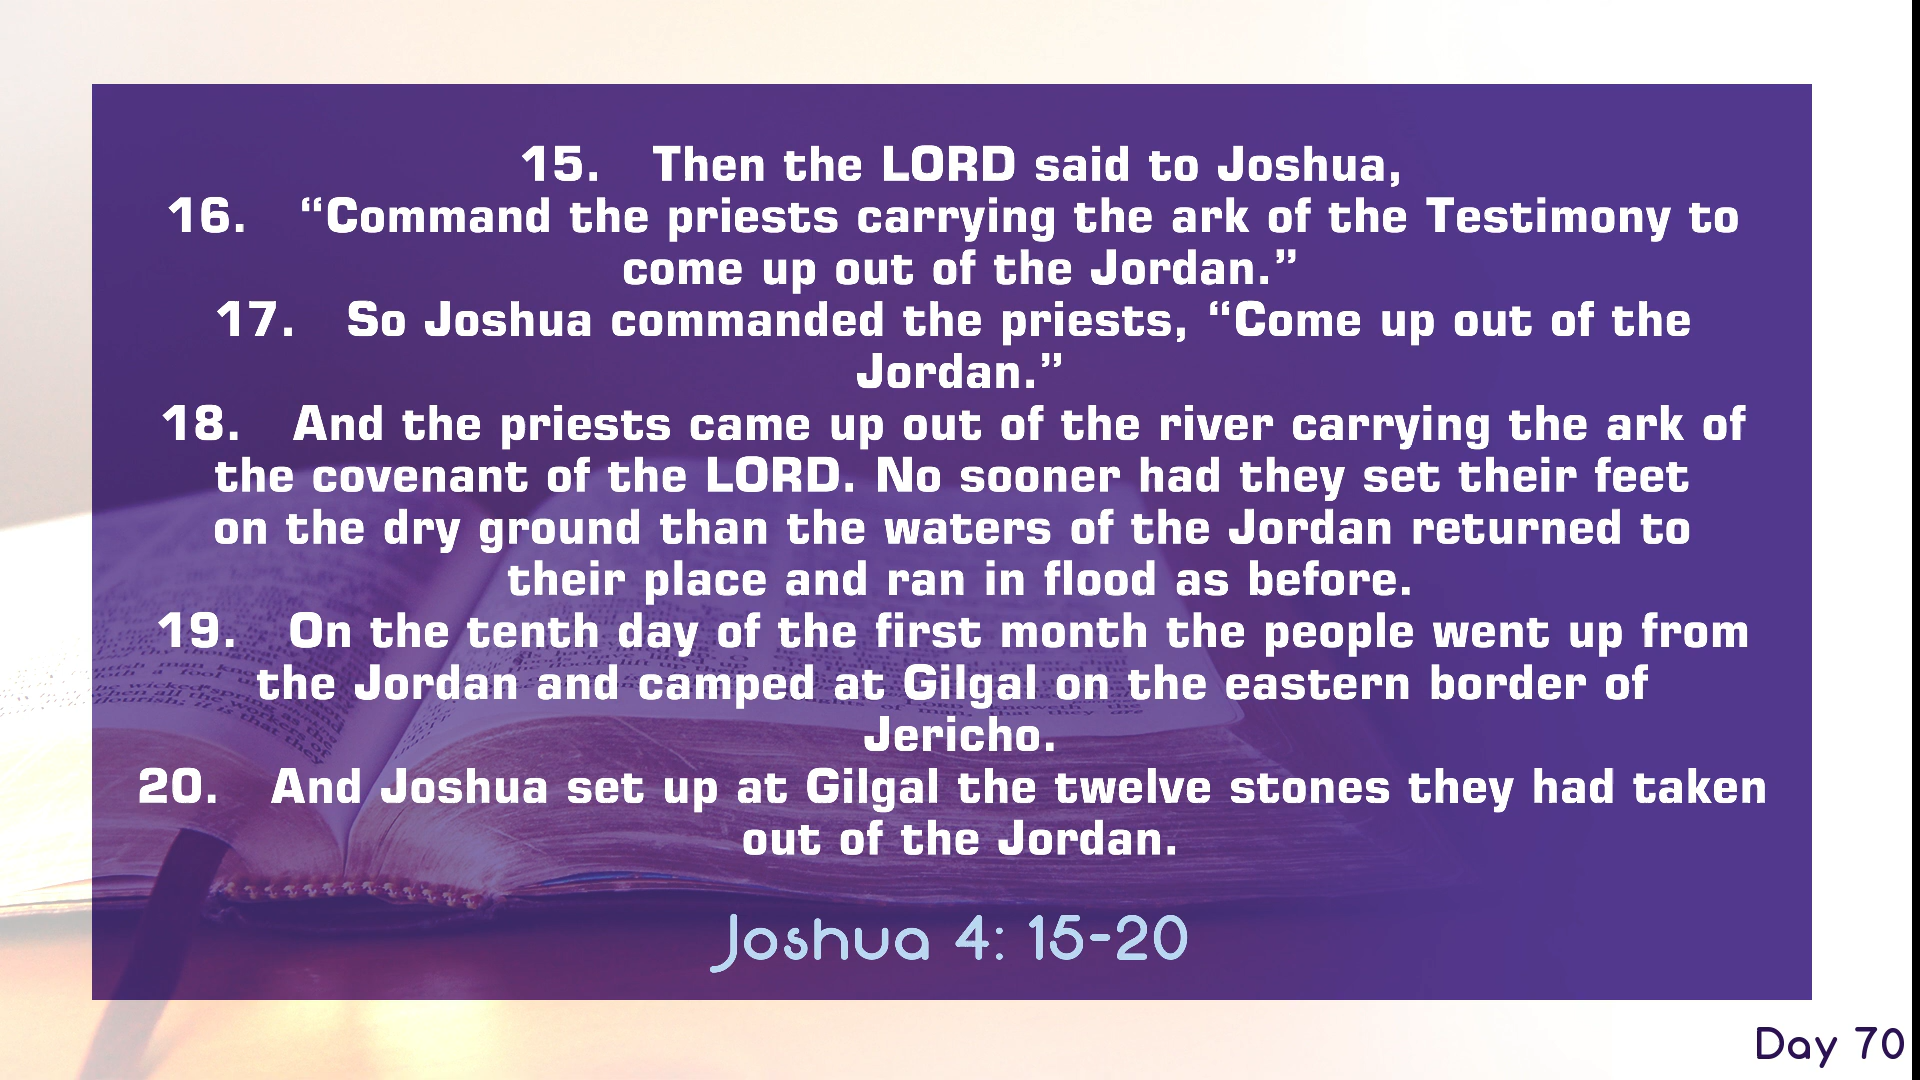 15. Then the LORD said to Joshua,
16. “Command the priests carrying the ark of the Testimony to
come up out of the Jordan.”
17. So Joshua commanded the priests, “Come up out of the
Jordan.”
18. And the priests came up out of the river carrying the ark of
the covenant of the LORD. No sooner had they set their feet
on the dry ground than the waters of the Jordan returned to
their place and ran in flood as before.
19. On the tenth day of the first month the people went up from
the Jordan and camped at Gilgal on the eastern border of
Jericho.
20. And Joshua set up at Gilgal the twelve stones they had taken
out of the Jordan.
Joshua 4: 15-20
Day 70